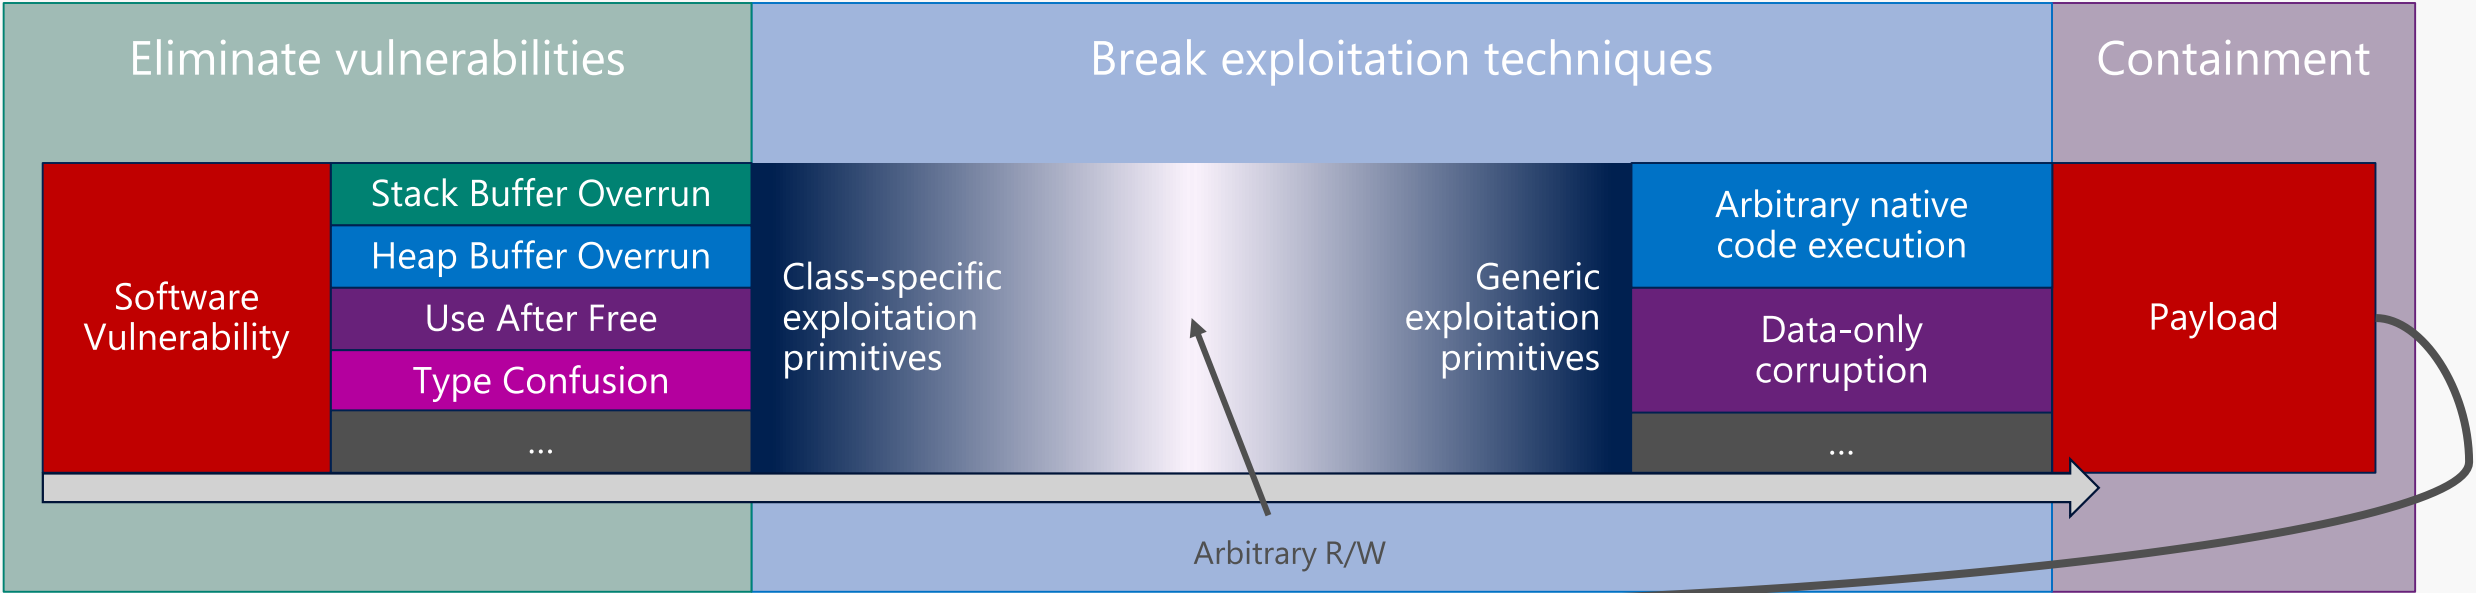 Eliminate vulnerabilities
Break exploitation techniques
Containment
Software
Vulnerability
Stack Buffer Overrun
Heap Buffer Overrun
Use After Free
Type Confusion
...
Class-specific
exploitation
primitives
Generic
exploitation
primitives
Arbitrary native
code execution
Data-only
corruption
...
Payload
Arbitrary R/W